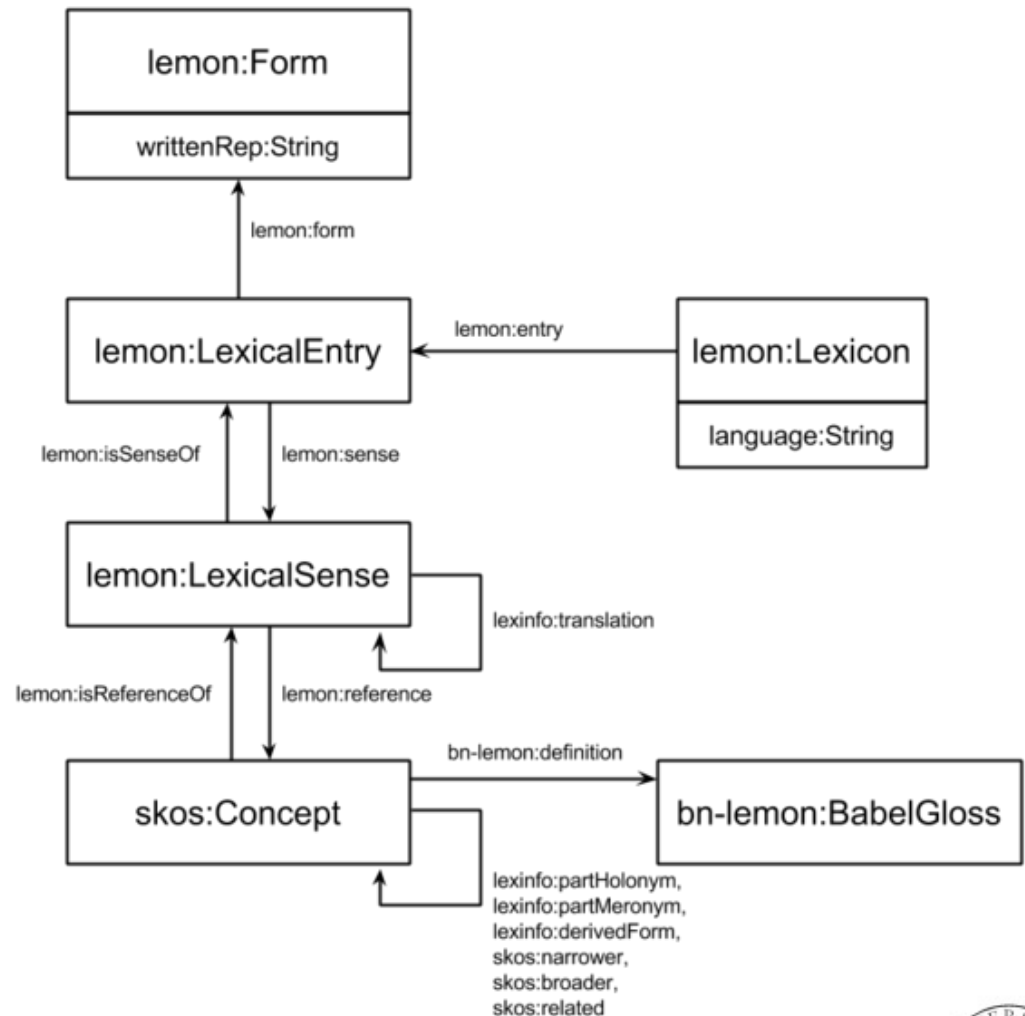 lemon:Form
writtenRep:String
lemon:form
lemon:entry
lemon:LexicalEntry
lemon:Lexicon
language:String
lemon:isSenseOf
lemon:sense
lemon:LexicalSense
lexinfo:translation
lemon:isReferenceOf
lemon:reference
bn-lemon:definition
skos:Concept
bn-lemon:BabelGloss
lexinfo:partHolonym,
lexinfo:partMeronym,
lexinfo:derivedForm,
skos:narrower,
skos:broader,
skos:related